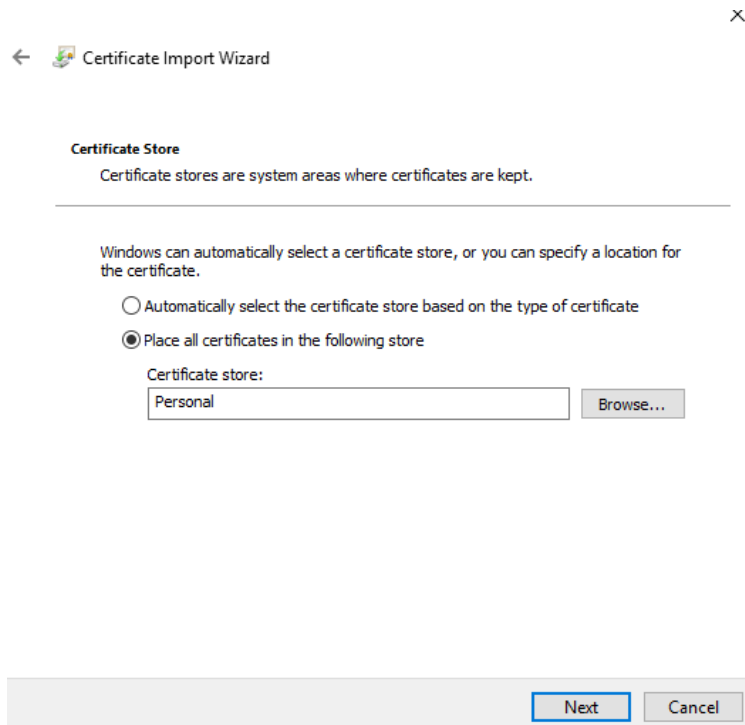 Certificate Import Wizard
Certificate Store
Certificate stores are system areas where certificates are kept.
Windows can automatically select a certificate store, or you can specify a location for
the certificate.
Automatically select the certificate store based on the type of certificate
Place all certificates in the following store
Certificate store:
Personal
Browse...
Next
Cancel